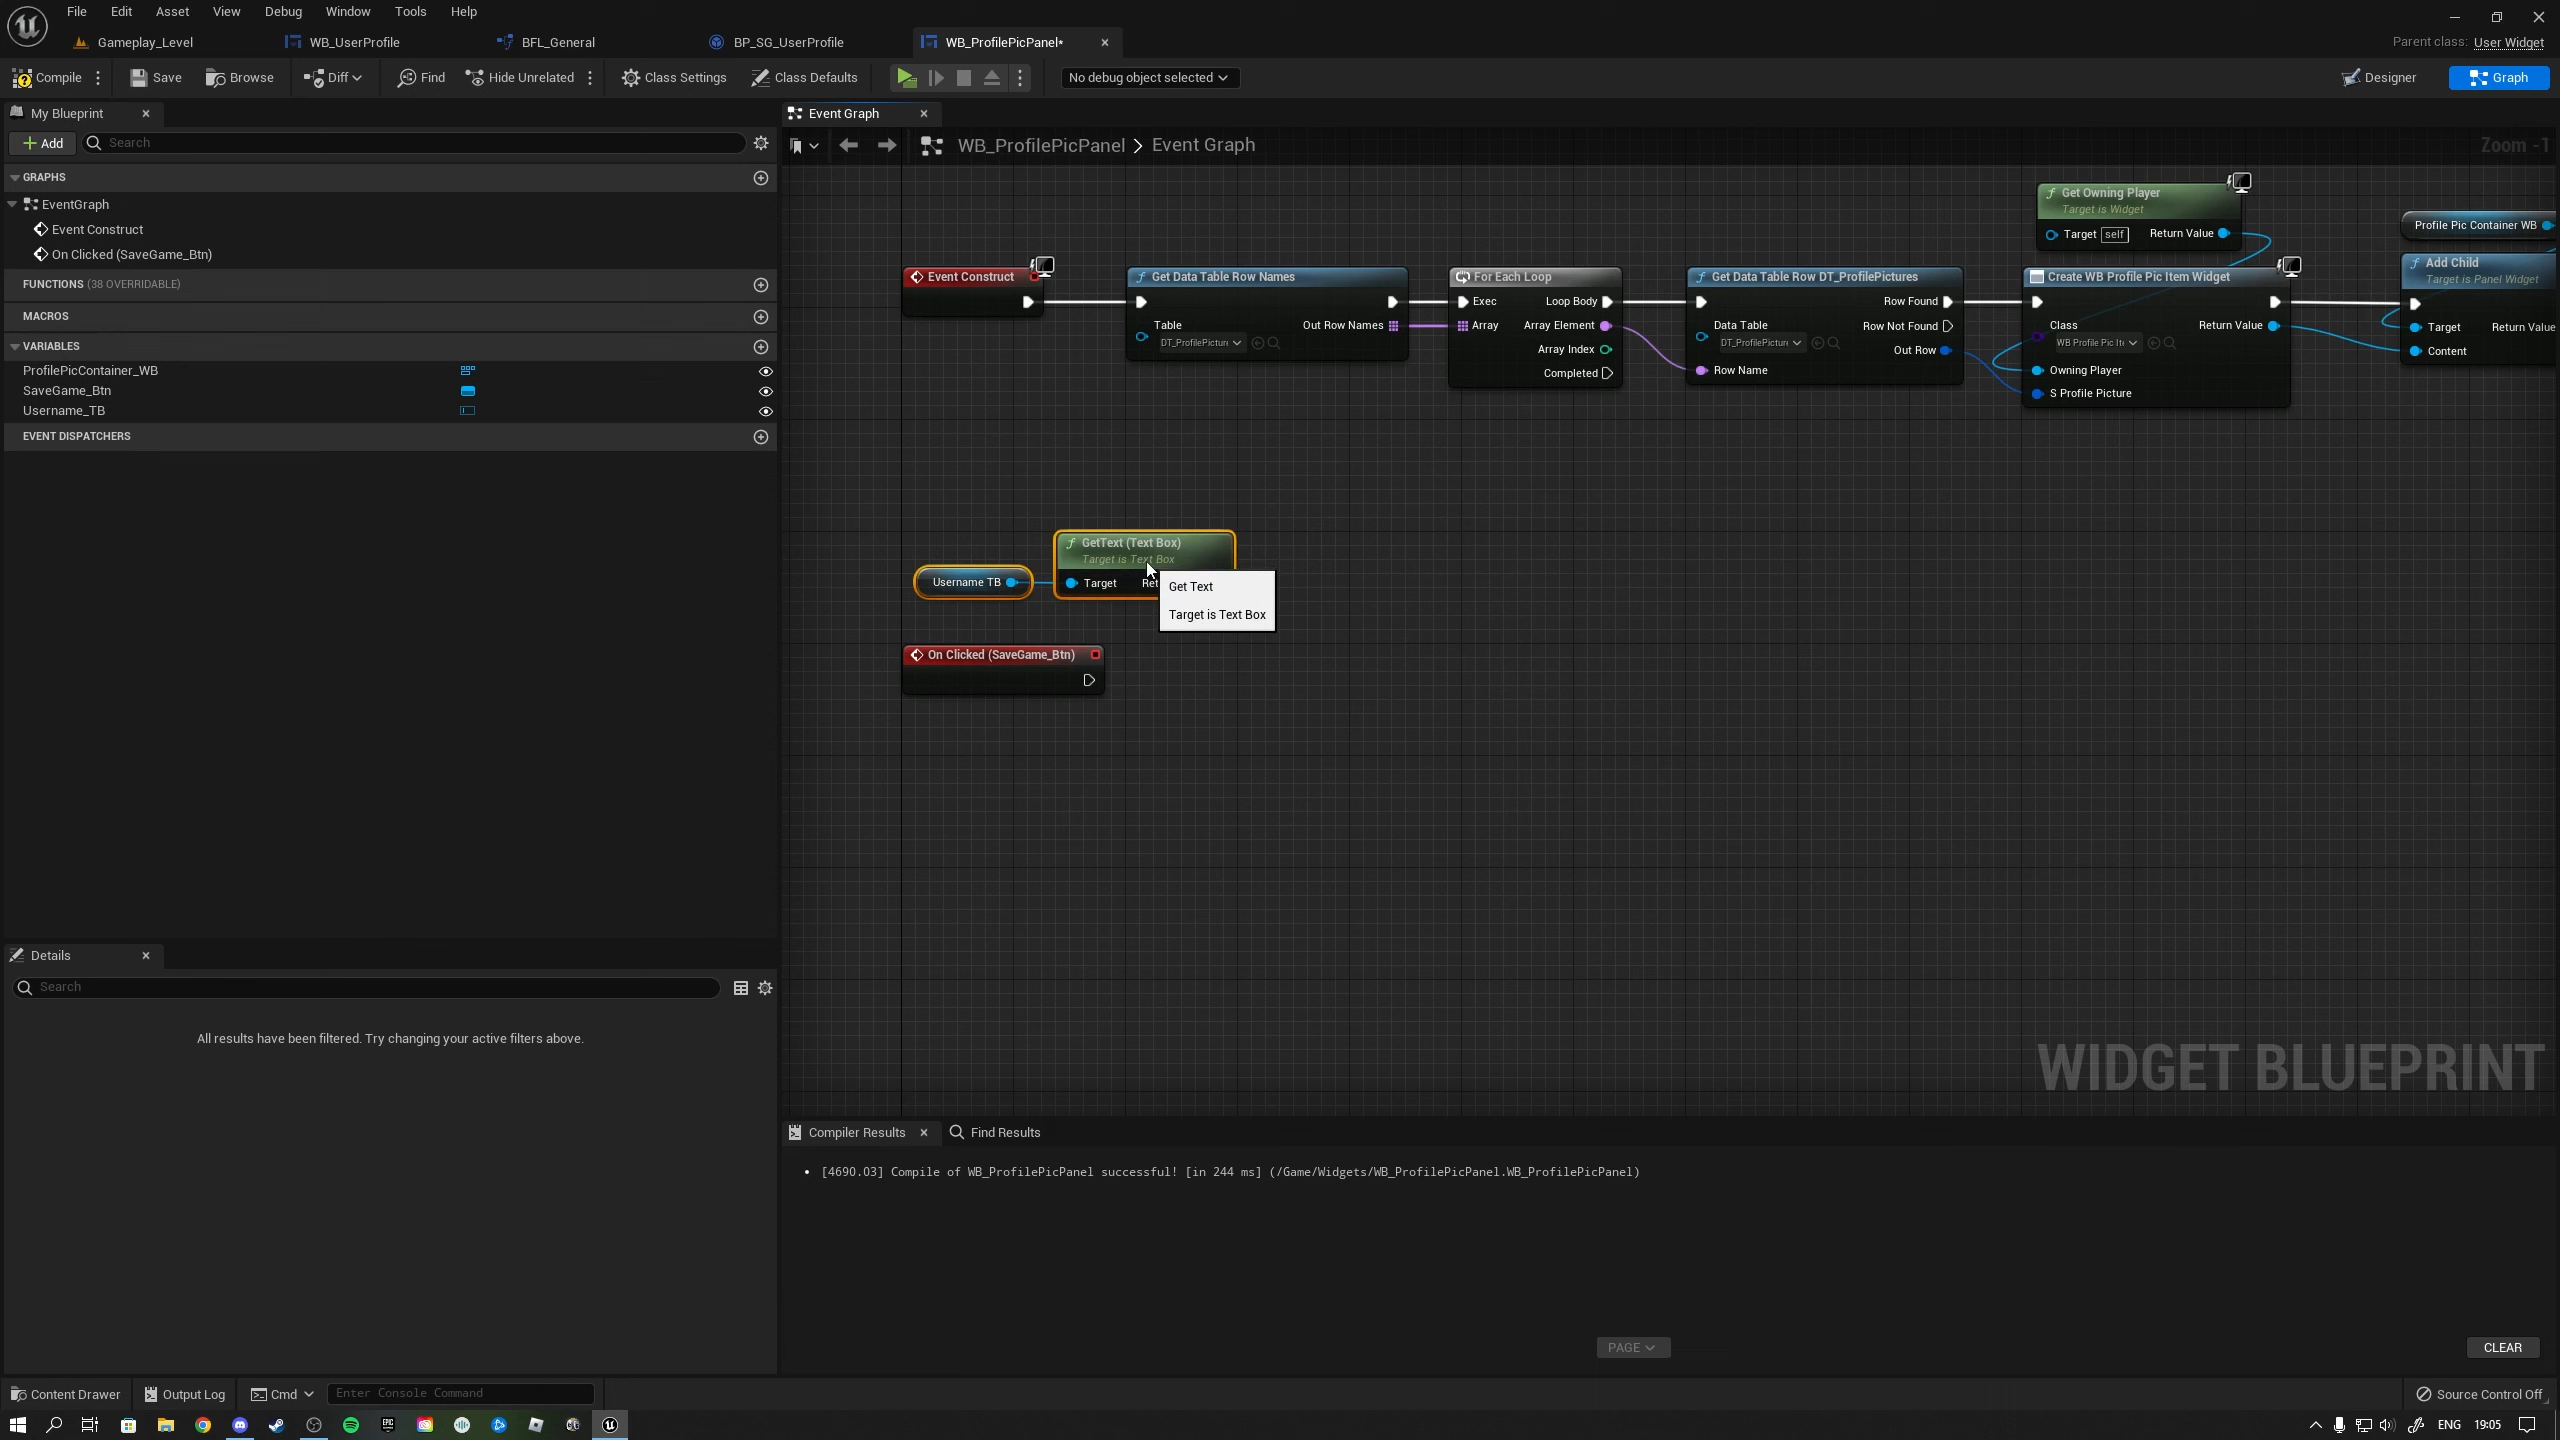 File Edit Asset View Debug Window Tools Help
Gameplay_Level WB_UserProfile BFL_General BP_SG_UserProfile WB_ProfilePicPanel*
Parent class: User Widget
Compile Save Browse Diff Find Hide Unrelated Class Settings Class Defaults No debug object selected Designer Graph
My Blueprint
Add Search
GRAPHS
EventGraph
Event Construct
On Clicked (SaveGame_Btn)
FUNCTIONS (38 OVERRIDABLE)
MACROS
VARIABLES
ProfilePicContainer_WB
SaveGame_Btn
Username_TB
EVENT DISPATCHERS
Details
Search
All results have been filtered. Try changing your active filters above.
Event Graph
WB_ProfilePicPanel > Event Graph
Zoom -1
Event Construct
Get Data Table Row Names
Table
DT_ProfilePictur
Out Row Names
For Each Loop
Exec Loop Body
Array Array Element
Array Index
Completed
Get Data Table Row DT_ProfilePictures
Row Found
Data Table
DT_ProfilePictur
Row Not Found
Out Row
Row Name
Get Owning Player
Target is Widget
Target self Return Value
Create WB Profile Pic Item Widget
Class Return Value
WB Profile Pic Ite
Owning Player
S Profile Picture
Profile Pic Container WB
Add Child
Target is Panel Widget
Target Return Value
Content
Username TB
GetText (Text Box)
Target is Text Box
Target Ret
Get Text
Target is Text Box
On Clicked (SaveGame_Btn)
WIDGET BLUEPRINT
Compiler Results Find Results
[4690.03] Compile of WB_ProfilePicPanel successful! [in 244 ms] (/Game/Widgets/WB_ProfilePicPanel.WB_ProfilePicPanel)
PAGE CLEAR
Content Drawer Output Log Cmd Enter Console Command Source Control Off
ENG 19:05